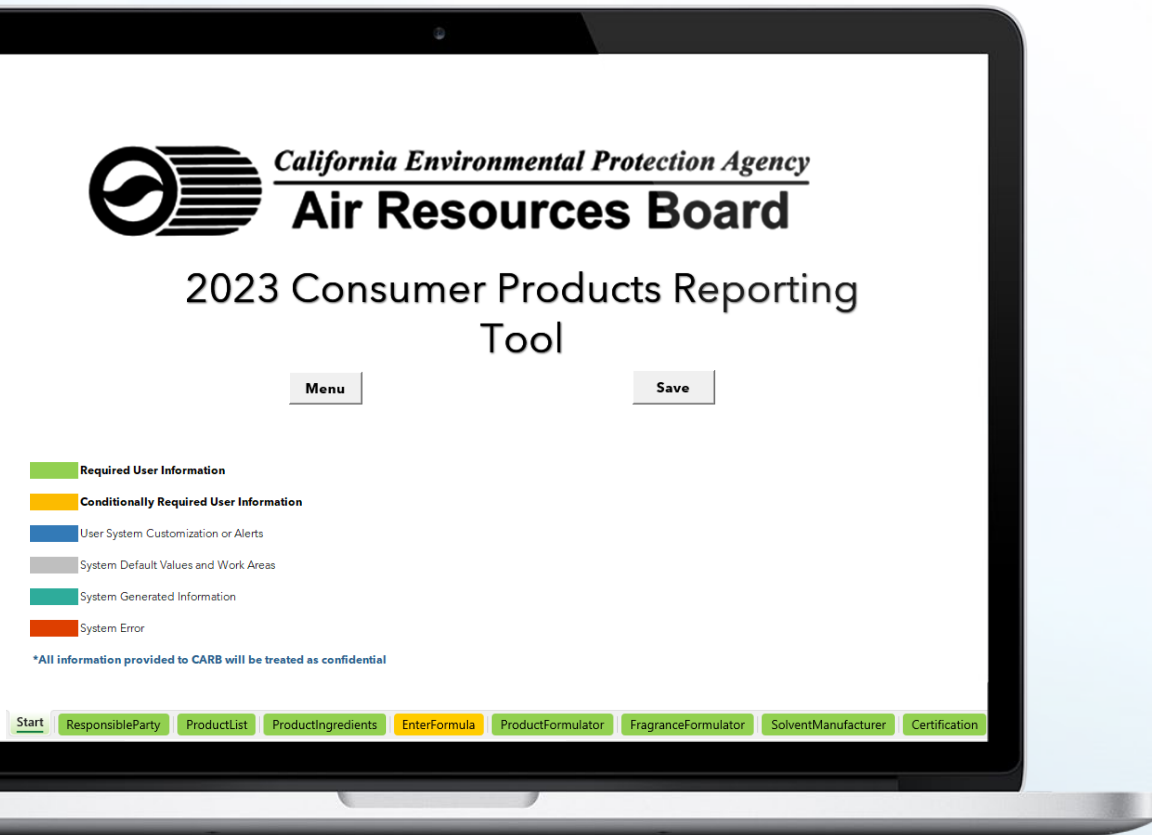 California Environmental Protection Agency
Air Resources Board
2023 Consumer Products Reporting
Tool
Menu
Save
Required User Information
Conditionally Required User Information
User System Customization or Alerts
System Default Values and Work Areas
System Generated Information
System Error
*All information provided to CARB will be treated as confidential
Start ResponsibleParty ProductList ProductIngredients EnterFormula ProductFormulator FragranceFormulator SolventManufacturer Certification